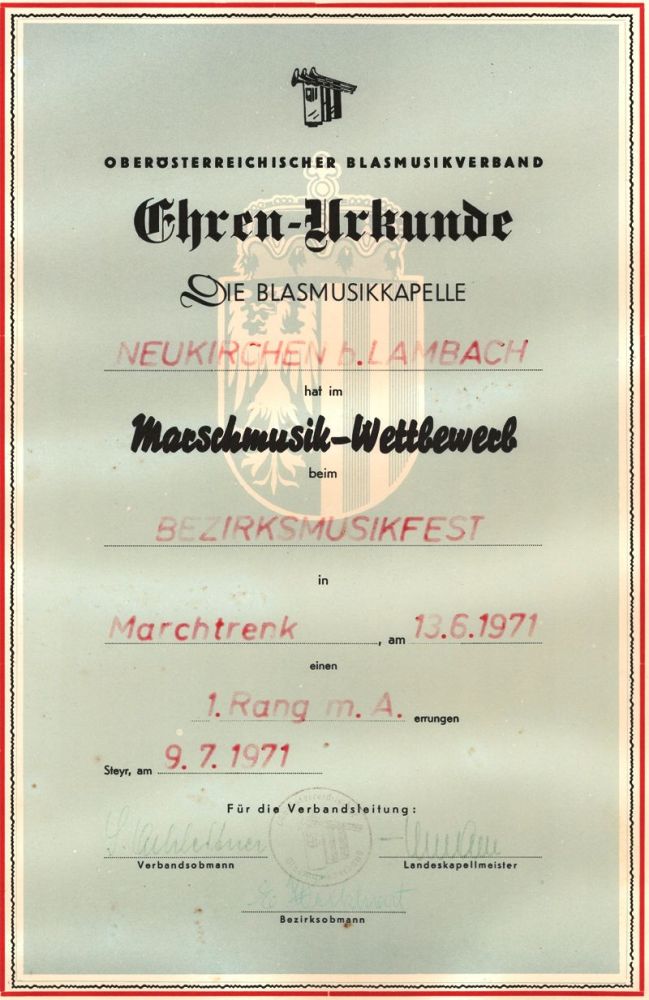 OBERÖSTERREICHISCHER BLASMUSIKVERBAND
Ehren-Urkunde
DIE BLASMUSIKKAPELLE
NEUKIRCHEN b. LAMBACH
hat im
Marschmusik-Wettbewerb
beim
BEZIRKSMUSIKFEST
in
Marchtrenk, am 13.6.1971
einen
1. Rang m. A. errungen
Steyr, am 9. 7. 1971
Für die Verbandsleitung:
Verbandsobmann Landeskapellmeister
Bezirksobmann